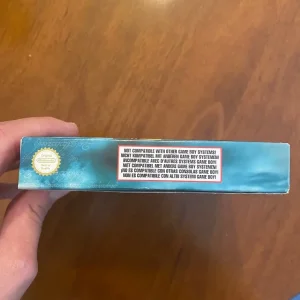 NOT COMPATIBLE WITH OTHER GAME BOY SYSTEMS!
NICHT KOMPATIBEL MIT ANDEREN GAME BOY SYSTEMEN!
INCOMPATIBLE AVEC D'AUTRES SYSTEMES GAME BOY!
NIET COMPATIBEL MET ANDERE GAME BOY SYSTEMEN!
¡NO ES COMPATIBLE CON OTRAS CONSOLAS GAME BOY!
NON È COMPATIBILE CON ALTRI SISTEMI GAME BOY!